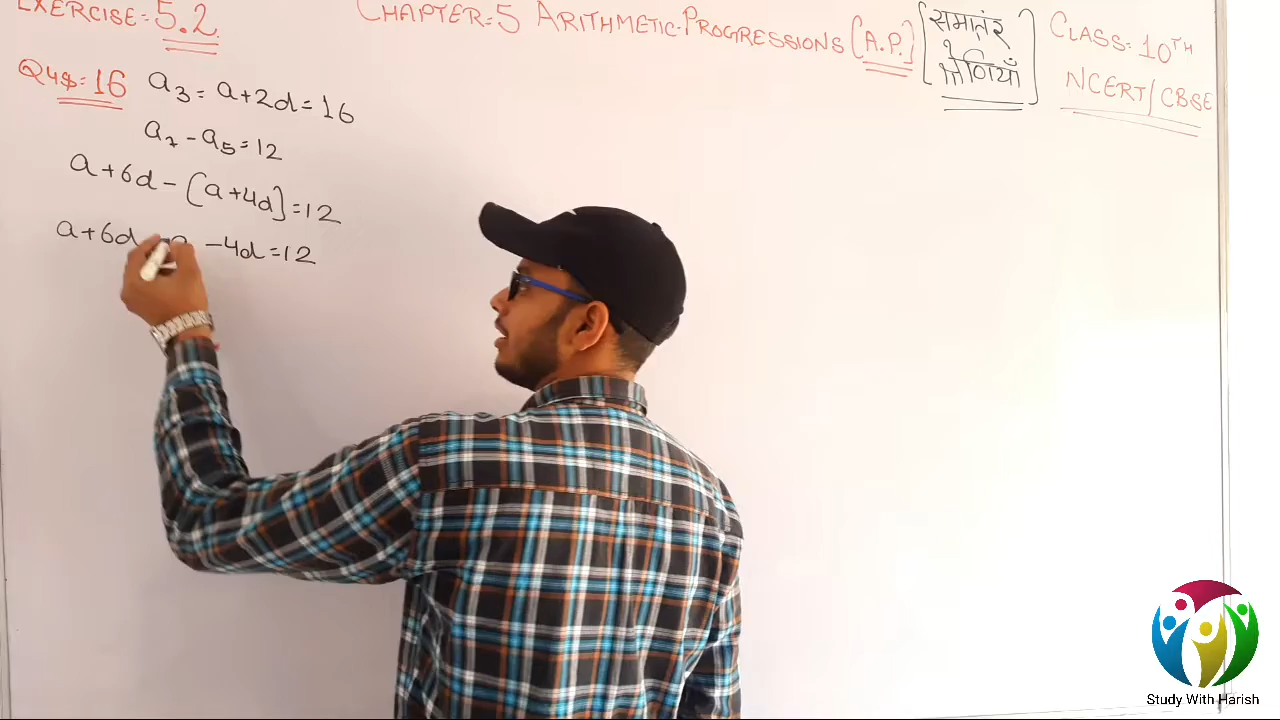 EXERCISE:5.2
CHAPTER:5 ARITHMETIC PROGRESSIONS (A.P.) [समांतर श्रेणियाँ]
CLASS:10TH
NCERT/CBSE
QUS:16 a3 = a+2d=16
a7-a5=12
a+6d-(a+4d)=12
a+6d a -4d=12
Study With Harish